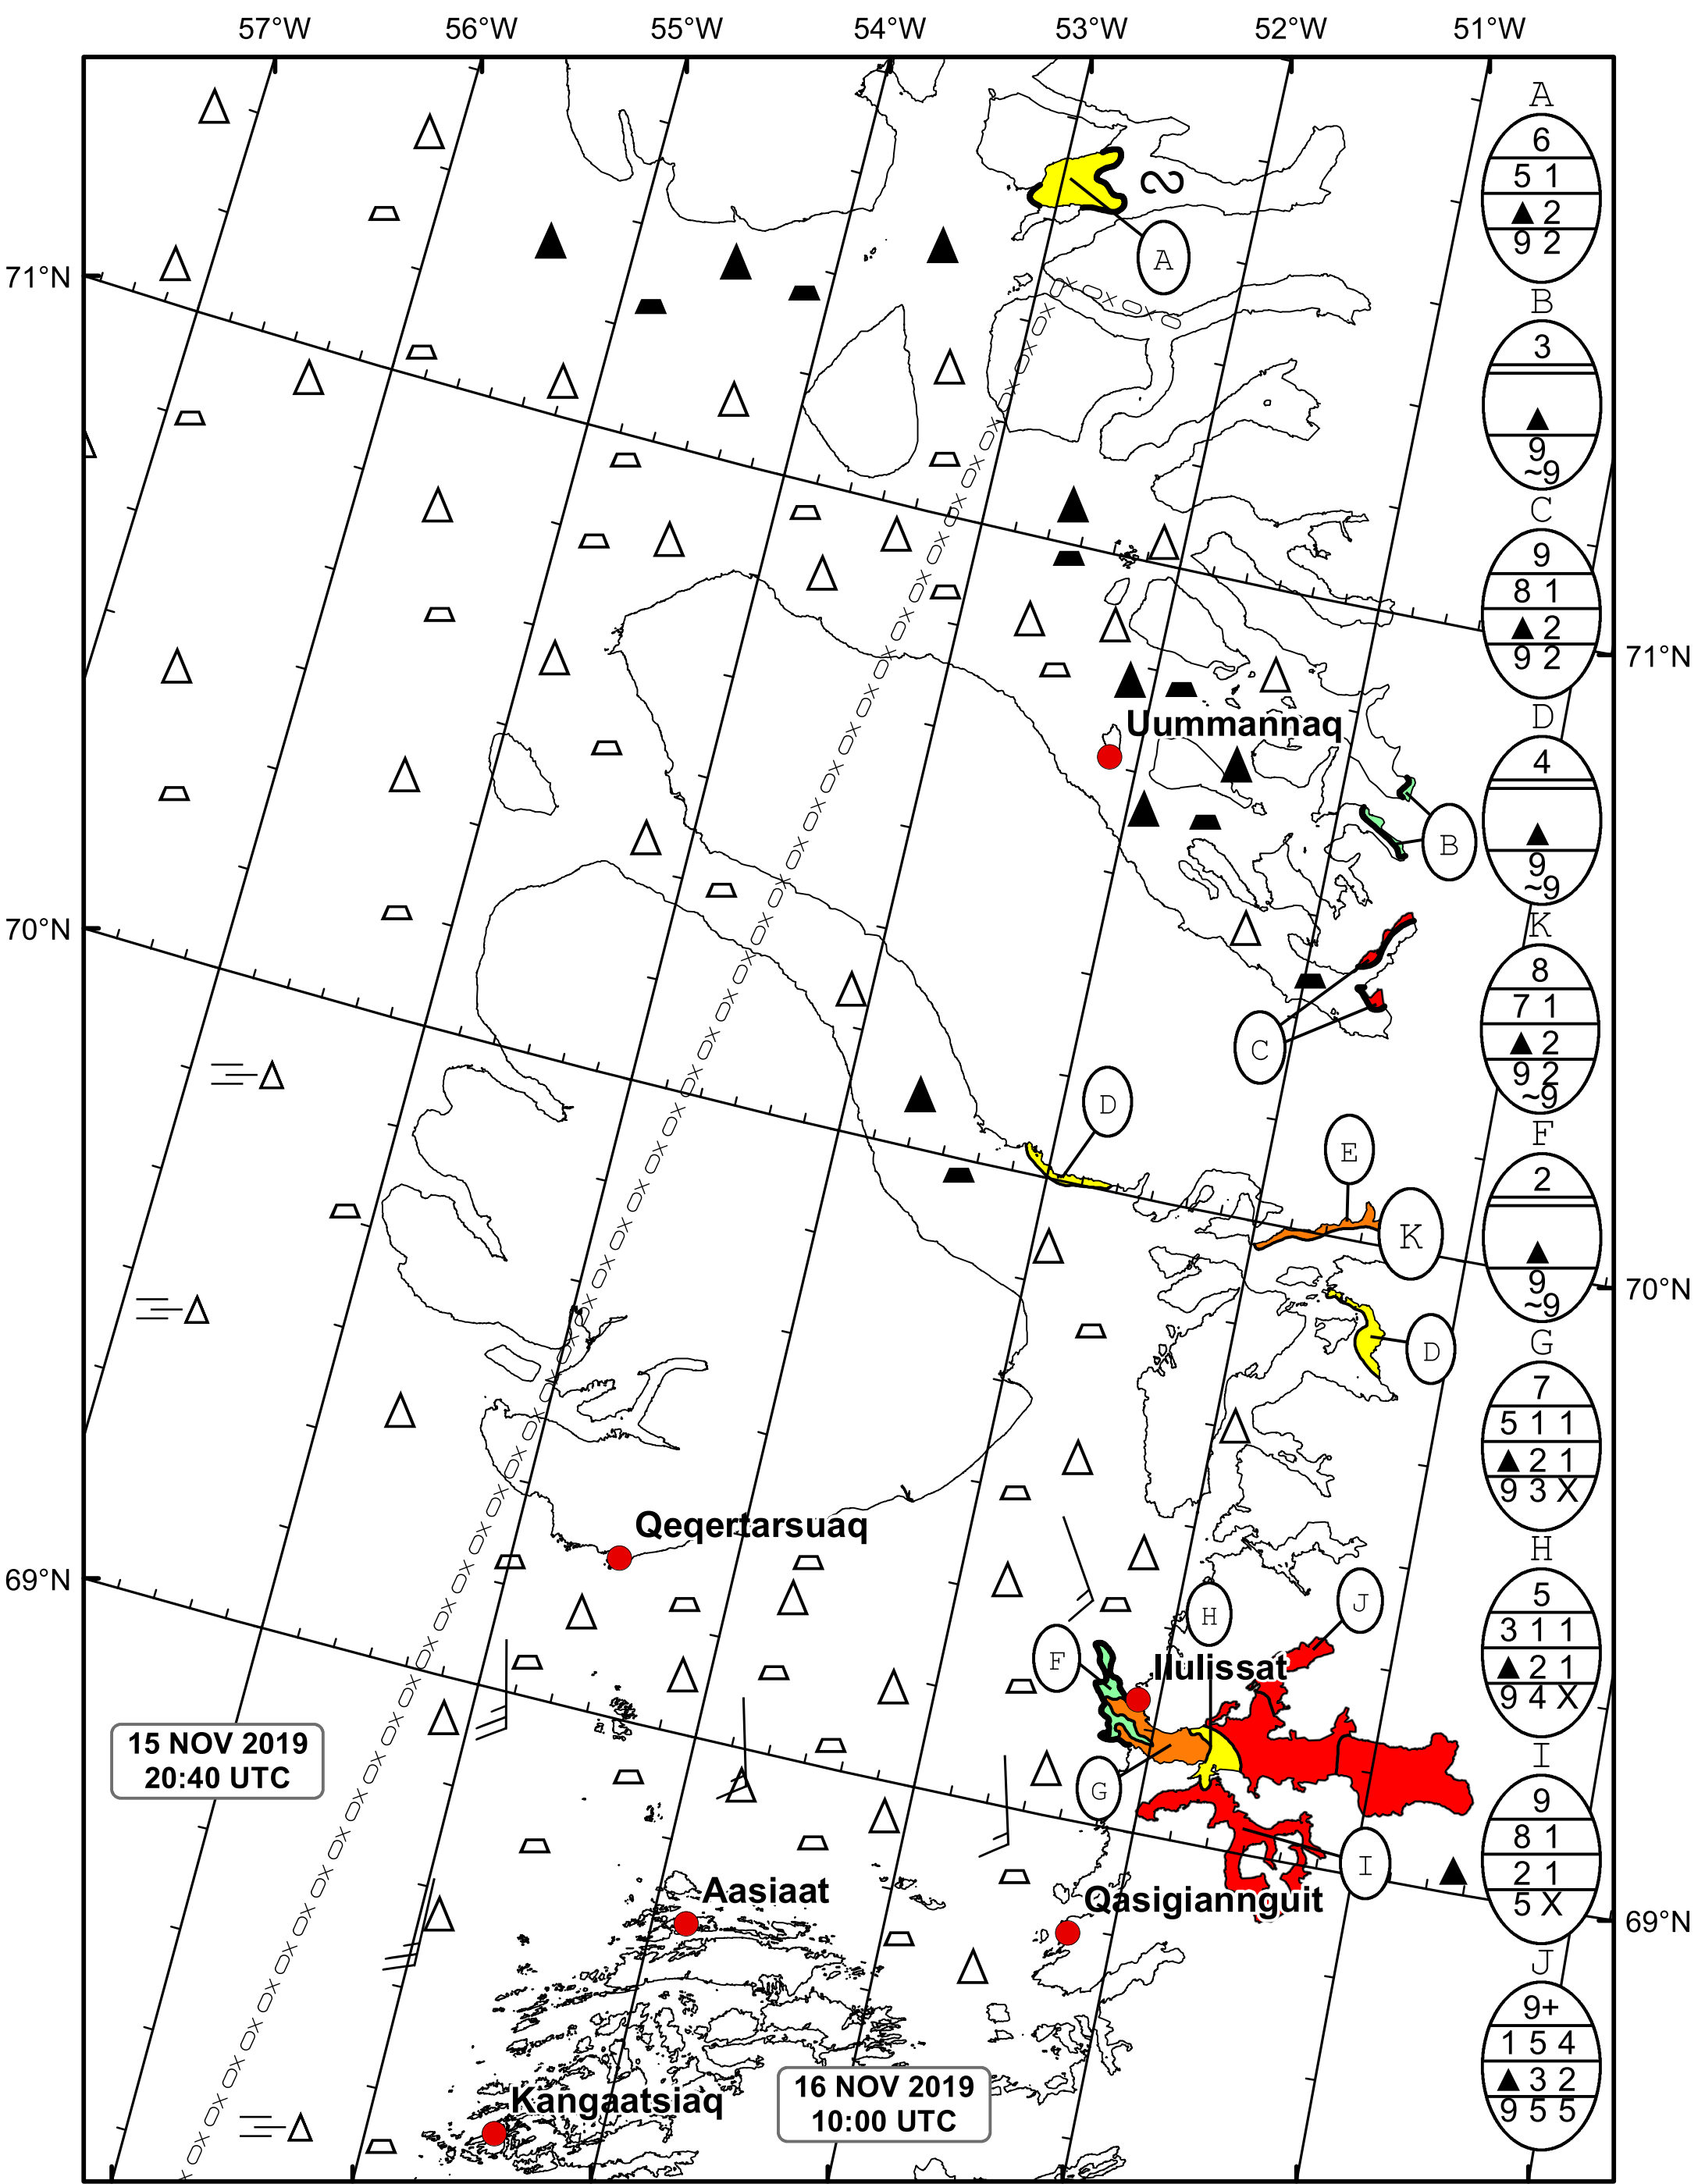 57°W 56°W 55°W 54°W 53°W 52°W 51°W
A
6
5 1
▲ 2
9 2
A
71°N
B
3
▲
9
~9
C
9
8 1
▲ 2
9 2
71°N
D
4
▲
9
~9
Uummannaq
B
70°N
K
8
7 1
▲ 2
9 2
~9
C
D
E
K
F
2
▲
9
~9
70°N
D
G
7
5 1 1
▲ 2 1
9 3 X
Qeqertarsuaq
69°N
H
5
3 1 1
▲ 2 1
9 4 X
H
J
F
Ilulissat
15 NOV 2019
20:40 UTC
G
I
9
8 1
2 1
5 X
I
Aasiaat
Qasigiannguit
69°N
J
9+
1 5 4
▲ 3 2
9 5 5
16 NOV 2019
10:00 UTC
Kangaatsiaq